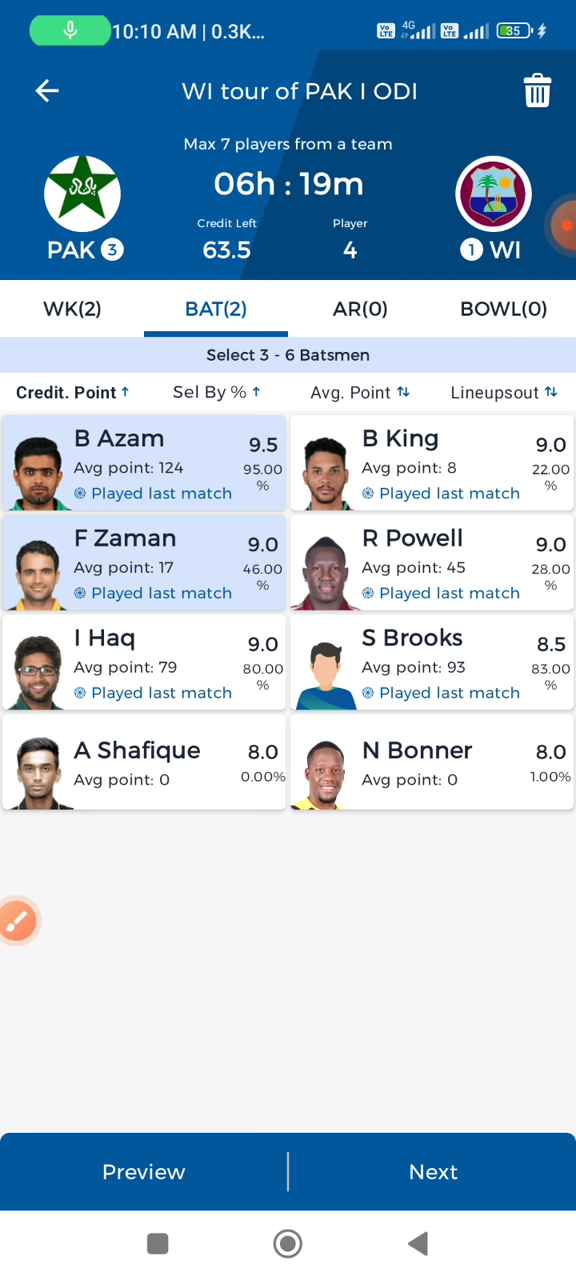 10:10 AM | 0.3K...
Vo LTE 4G Vo LTE 35
WI tour of PAK I ODI
Max 7 players from a team
06h : 19m
Credit Left Player
PAK 3 63.5 4 1 WI
WK(2) BAT(2) AR(0) BOWL(0)
Select 3 - 6 Batsmen
Credit. Point ↑ Sel By % ↑ Avg. Point ↑↓ Lineupsout ↑↓
B Azam 9.5
Avg point: 124 95.00
%
Played last match
B King 9.0
Avg point: 8 22.00
%
Played last match
F Zaman 9.0
Avg point: 17 46.00
%
Played last match
R Powell 9.0
Avg point: 45 28.00
%
Played last match
I Haq 9.0
Avg point: 79 80.00
%
Played last match
S Brooks 8.5
Avg point: 93 83.00
%
Played last match
A Shafique 8.0
Avg point: 0 0.00%
N Bonner 8.0
Avg point: 0 1.00%
Preview Next